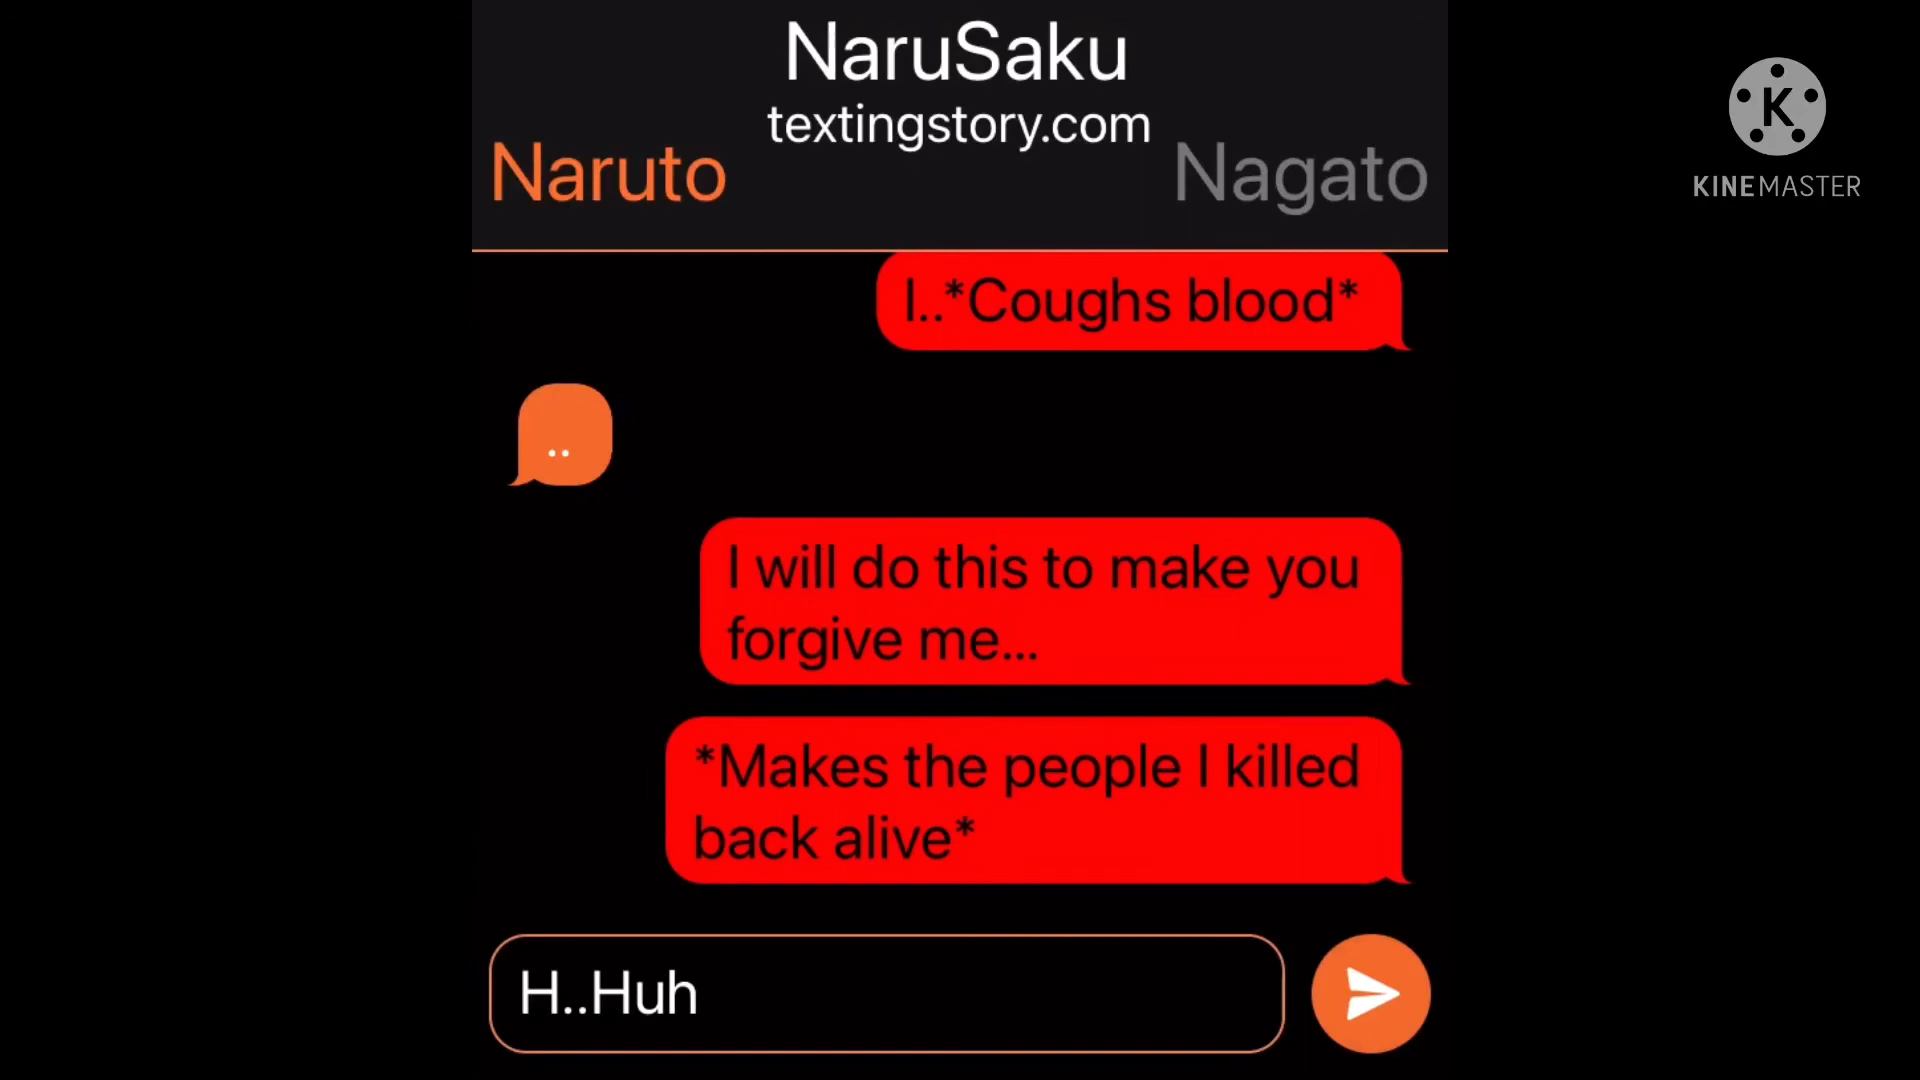 NaruSaku
textingstory.com
Naruto
Nagato
K
KINEMASTER
I..*Coughs blood*
..
I will do this to make you
forgive me...
*Makes the people I killed
back alive*
H..Huh